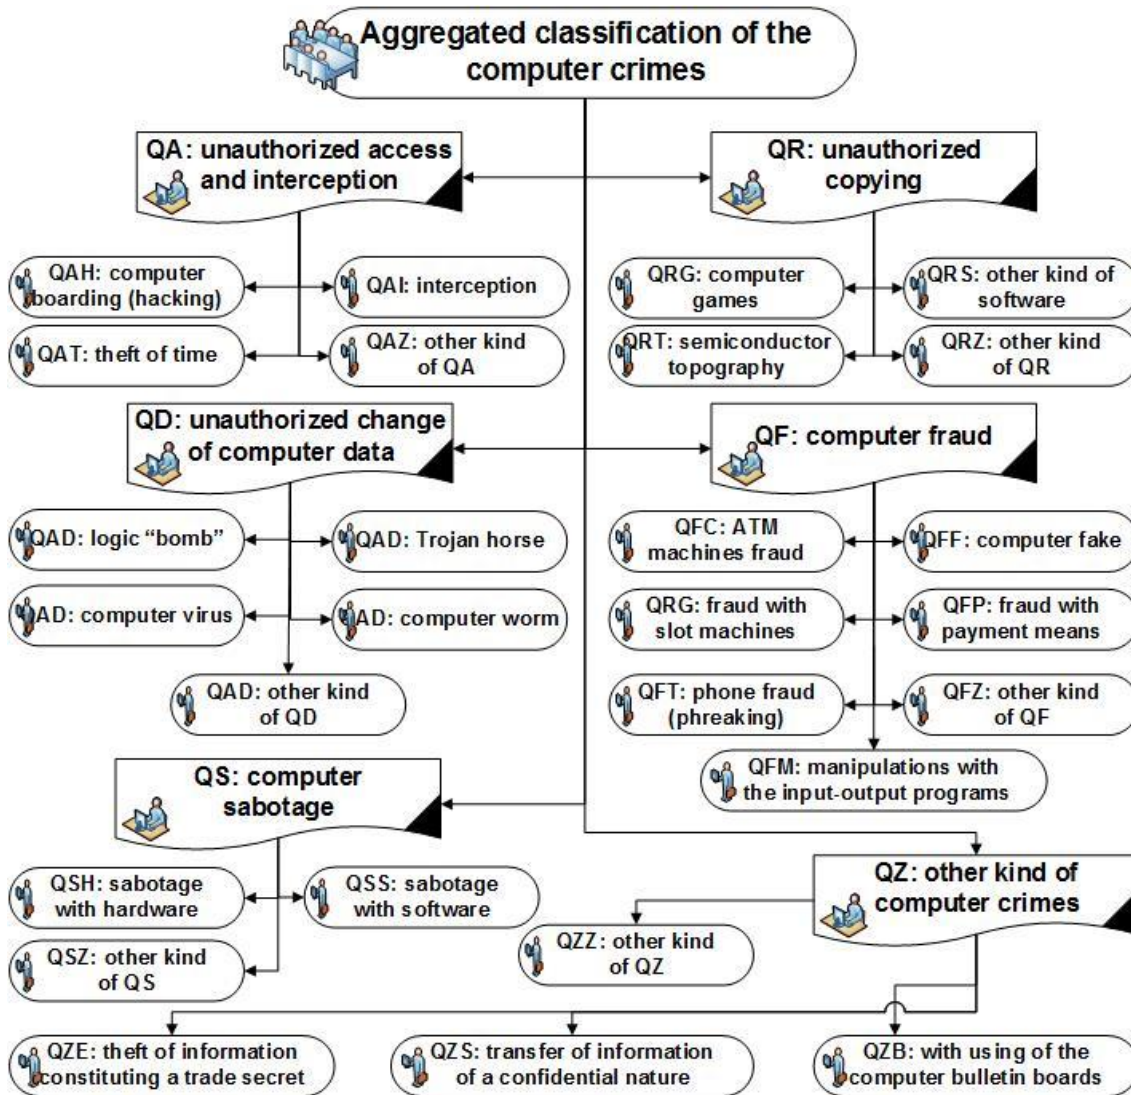 Aggregated classification of the
computer crimes
QA: unauthorized access
and interception
QR: unauthorized
copying
QAH: computer
boarding (hacking)
QAI: interception
QRG: computer
games
QRS: other kind of
software
QAT: theft of time
QAZ: other kind
of QA
QRT: semiconductor
topography
QRZ: other kind
of QR
QD: unauthorized change
of computer data
QF: computer fraud
QAD: logic “bomb”
QAD: Trojan horse
QFC: ATM
machines fraud
QFF: computer fake
AD: computer virus
AD: computer worm
QRG: fraud with
slot machines
QFP: fraud with
payment means
QAD: other kind
of QD
QFT: phone fraud
(phreaking)
QFZ: other kind
of QF
QFM: manipulations with
the input-output programs
QS: computer
sabotage
QSH: sabotage
with hardware
QSS: sabotage
with software
QZ: other kind of
computer crimes
QSZ: other kind
of QS
QZZ: other kind
of QZ
QZE: theft of information
constituting a trade secret
QZS: transfer of information
of a confidential nature
QZB: with using of the
computer bulletin boards